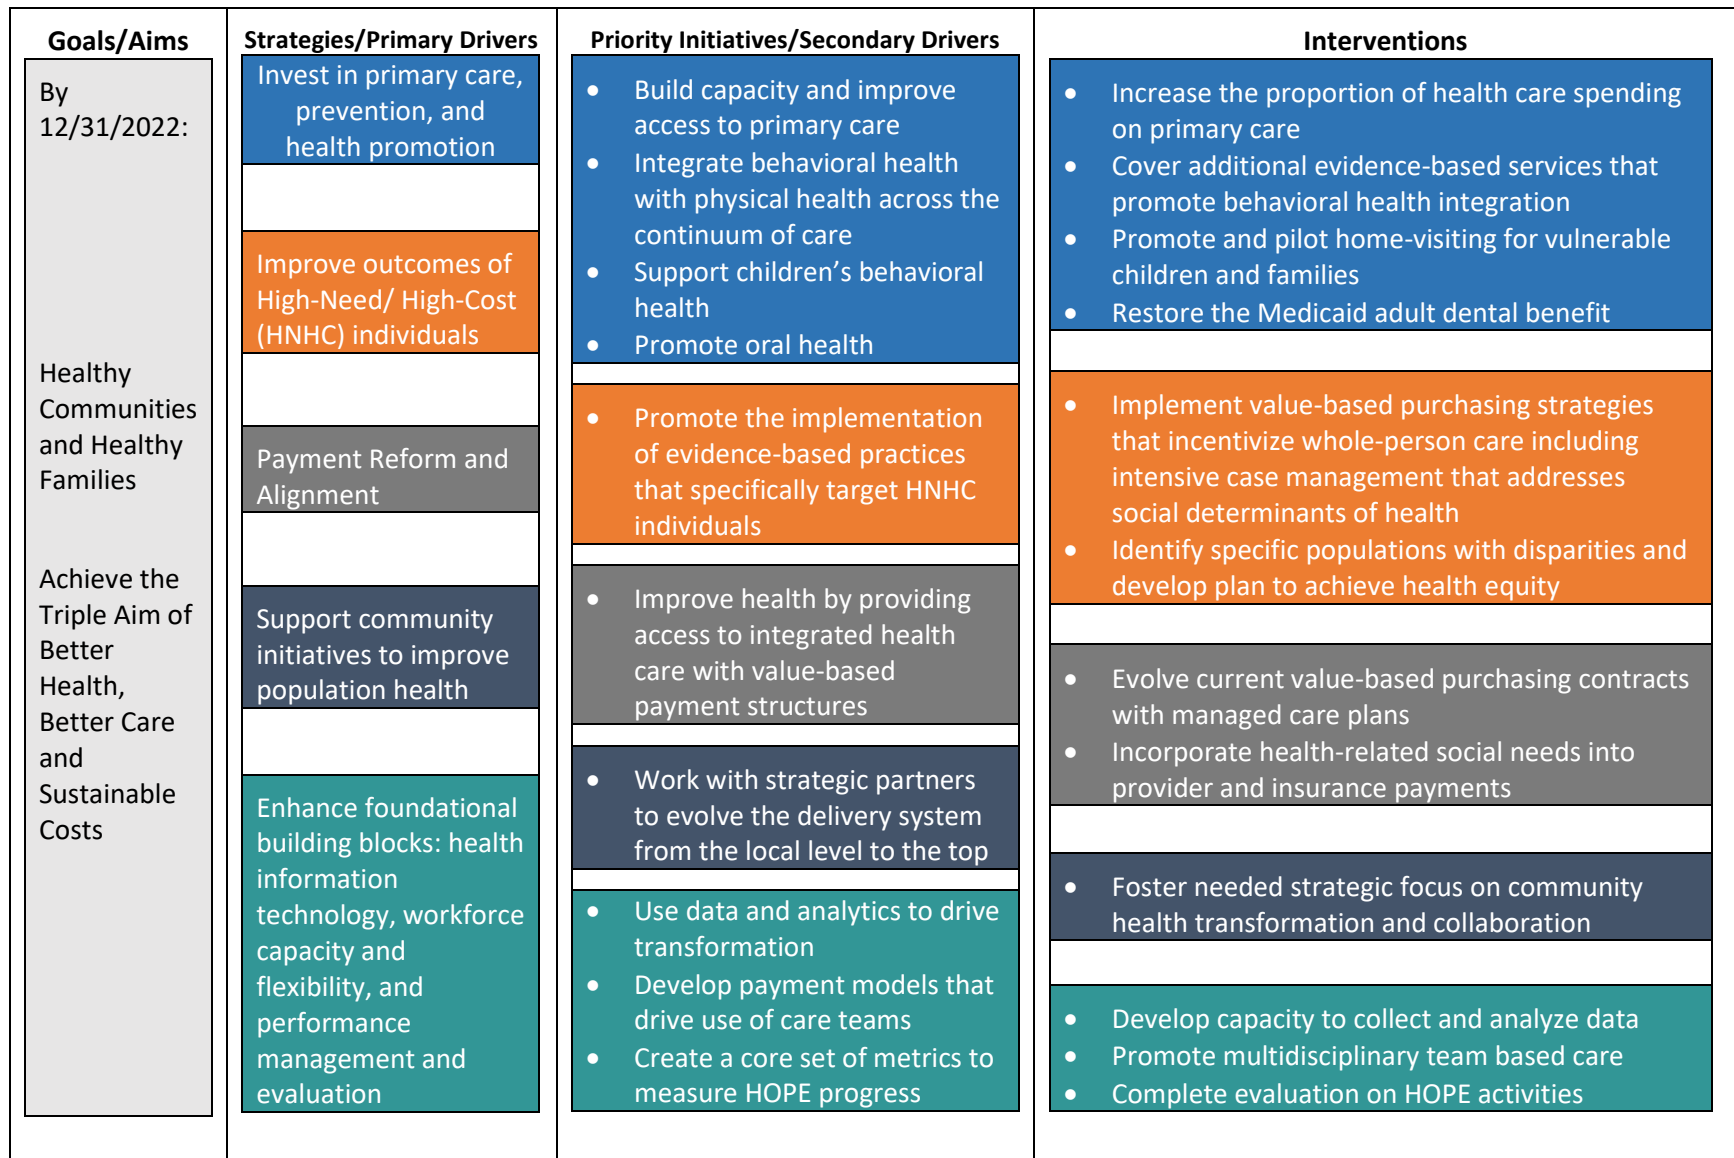 Goals/Aims
By
12/31/2022:
Healthy
Communities
and Healthy
Families
Achieve the
Triple Aim of
Better
Health,
Better Care
and
Sustainable
Costs
Strategies/Primary Drivers
Invest in primary care,
prevention, and
health promotion
Improve outcomes of
High-Need/ High-Cost
(HNHC) individuals
Payment Reform and
Alignment
Support community
initiatives to improve
population health
Enhance foundational
building blocks: health
information
technology, workforce
capacity and
flexibility, and
performance
management and
evaluation
Priority Initiatives/Secondary Drivers
• Build capacity and improve
access to primary care
• Integrate behavioral health
with physical health across the
continuum of care
• Support children’s behavioral
health
• Promote oral health
• Promote the implementation
of evidence-based practices
that specifically target HNHC
individuals
• Improve health by providing
access to integrated health
care with value-based
payment structures
• Work with strategic partners
to evolve the delivery system
from the local level to the top
• Use data and analytics to drive
transformation
• Develop payment models that
drive use of care teams
• Create a core set of metrics to
measure HOPE progress
Interventions
• Increase the proportion of health care spending
on primary care
• Cover additional evidence-based services that
promote behavioral health integration
• Promote and pilot home-visiting for vulnerable
children and families
• Restore the Medicaid adult dental benefit
• Implement value-based purchasing strategies
that incentivize whole-person care including
intensive case management that addresses
social determinants of health
• Identify specific populations with disparities and
develop plan to achieve health equity
• Evolve current value-based purchasing contracts
with managed care plans
• Incorporate health-related social needs into
provider and insurance payments
• Foster needed strategic focus on community
health transformation and collaboration
• Develop capacity to collect and analyze data
• Promote multidisciplinary team based care
• Complete evaluation on HOPE activities